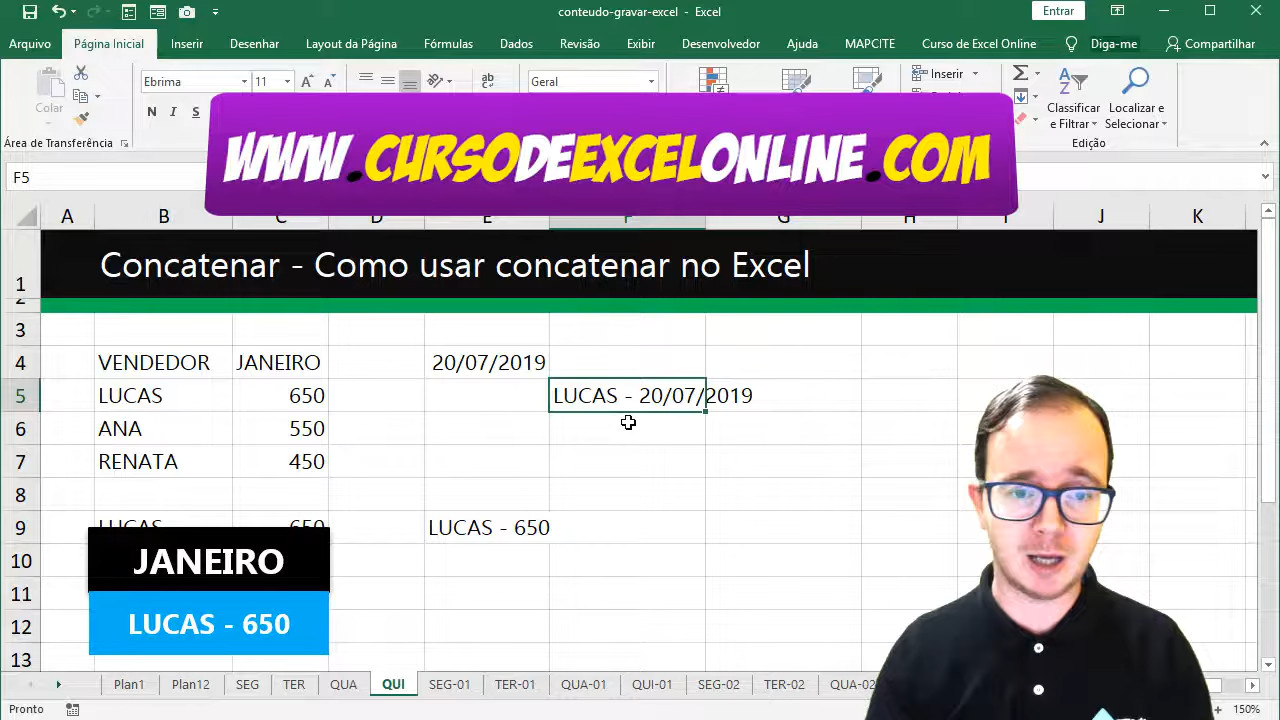 conteudo-gravar-excel - Excel
Entrar
Arquivo Página Inicial Inserir Desenhar Layout da Página Fórmulas Dados Revisão Exibir Desenvolvedor Ajuda MAPCITE Curso de Excel Online Diga-me Compartilhar
Colar
Ebrima 11
Geral
Inserir
N I S
Classificar e Filtrar
Localizar e Selecionar
Área de Transferência
Edição
WWW.CURSODEEXCELONLINE.COM
F5
A B C D E F G H I J K
1 Concatenar - Como usar concatenar no Excel
2
3
4 VENDEDOR JANEIRO 20/07/2019
5 LUCAS 650 LUCAS - 20/07/2019
6 ANA 550
7 RENATA 450
8
9 LUCAS 650 LUCAS - 650
10
JANEIRO
11
12
LUCAS - 650
13
Plan1 Plan12 SEG TER QUA QUI SEG-01 TER-01 QUA-01 QUI-01 SEG-02 TER-02 QUA-02
Pronto
150%